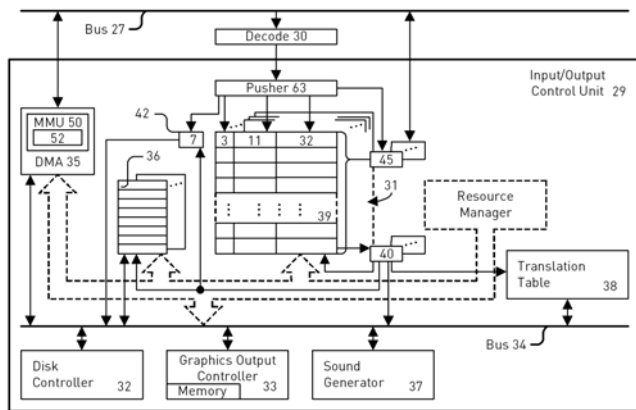 Bus 27
Decode 30
Pusher 63
Input/Output
Control Unit 29
MMU 50
52
DMA 35
42
7
3 11 32
45
36
31
Resource
Manager
39
40
Translation
Table 38
Bus 34
Disk
Controller 32
Graphics Output
Controller 33
Memory
Sound
Generator 37